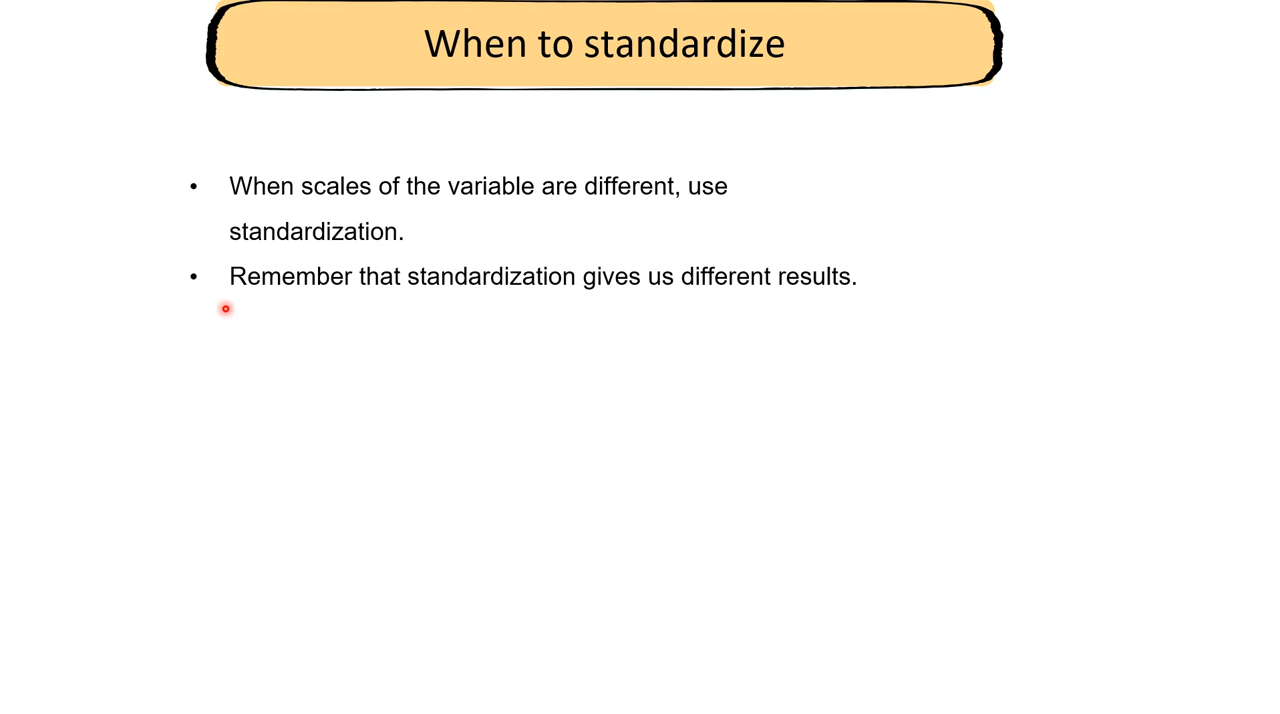 When to standardize
• When scales of the variable are different, use
standardization.
• Remember that standardization gives us different results.